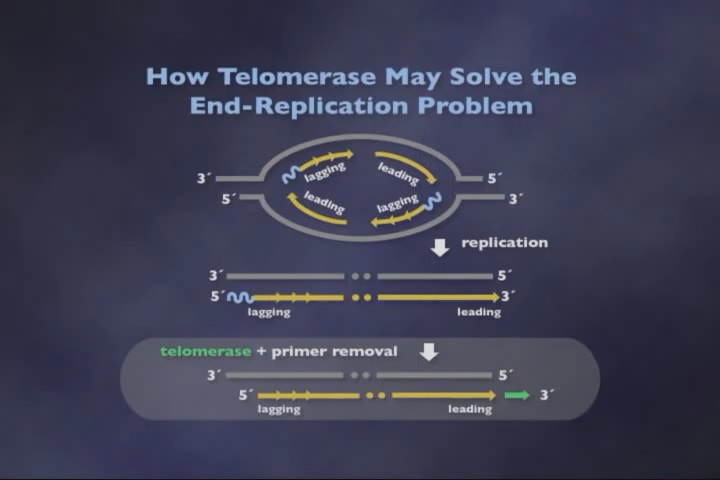 How Telomerase May Solve the
End-Replication Problem
3´ lagging leading 5´
5´ leading lagging 3´
replication
3´ 5´
5´ 3´
lagging leading
telomerase + primer removal
3´ 5´
5´ 3´
lagging leading